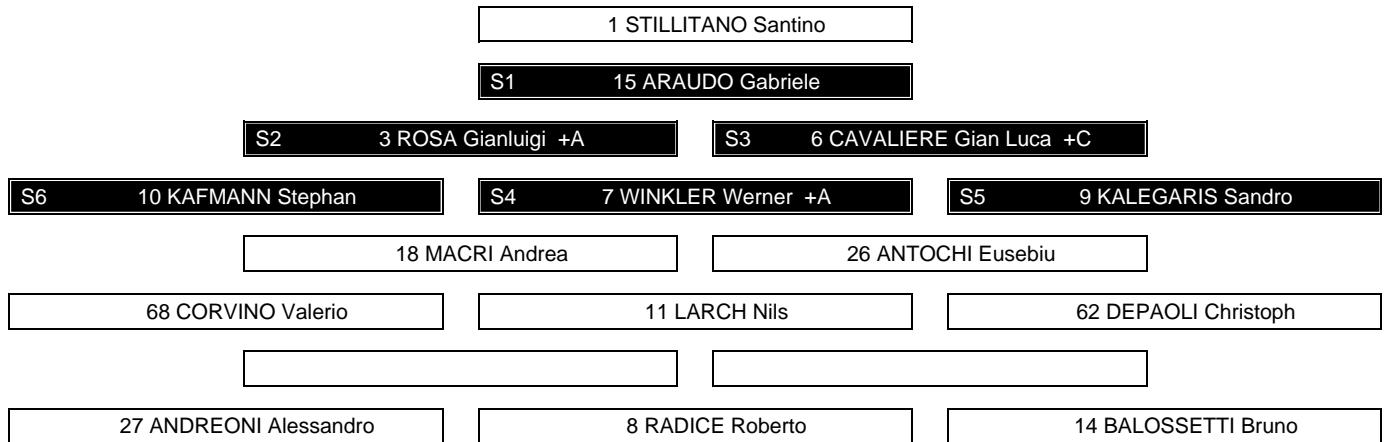 1 STILLITANO Santino
S1 15 ARAUDO Gabriele
S2 3 ROSA Gianluigi +A S3 6 CAVALIERE Gian Luca +C
S6 10 KAFMANN Stephan S4 7 WINKLER Werner +A S5 9 KALEGARIS Sandro
18 MACRI Andrea 26 ANTOCHI Eusebiu
68 CORVINO Valerio 11 LARCH Nils 62 DEPAOLI Christoph
27 ANDREONI Alessandro 8 RADICE Roberto 14 BALOSSETTI Bruno